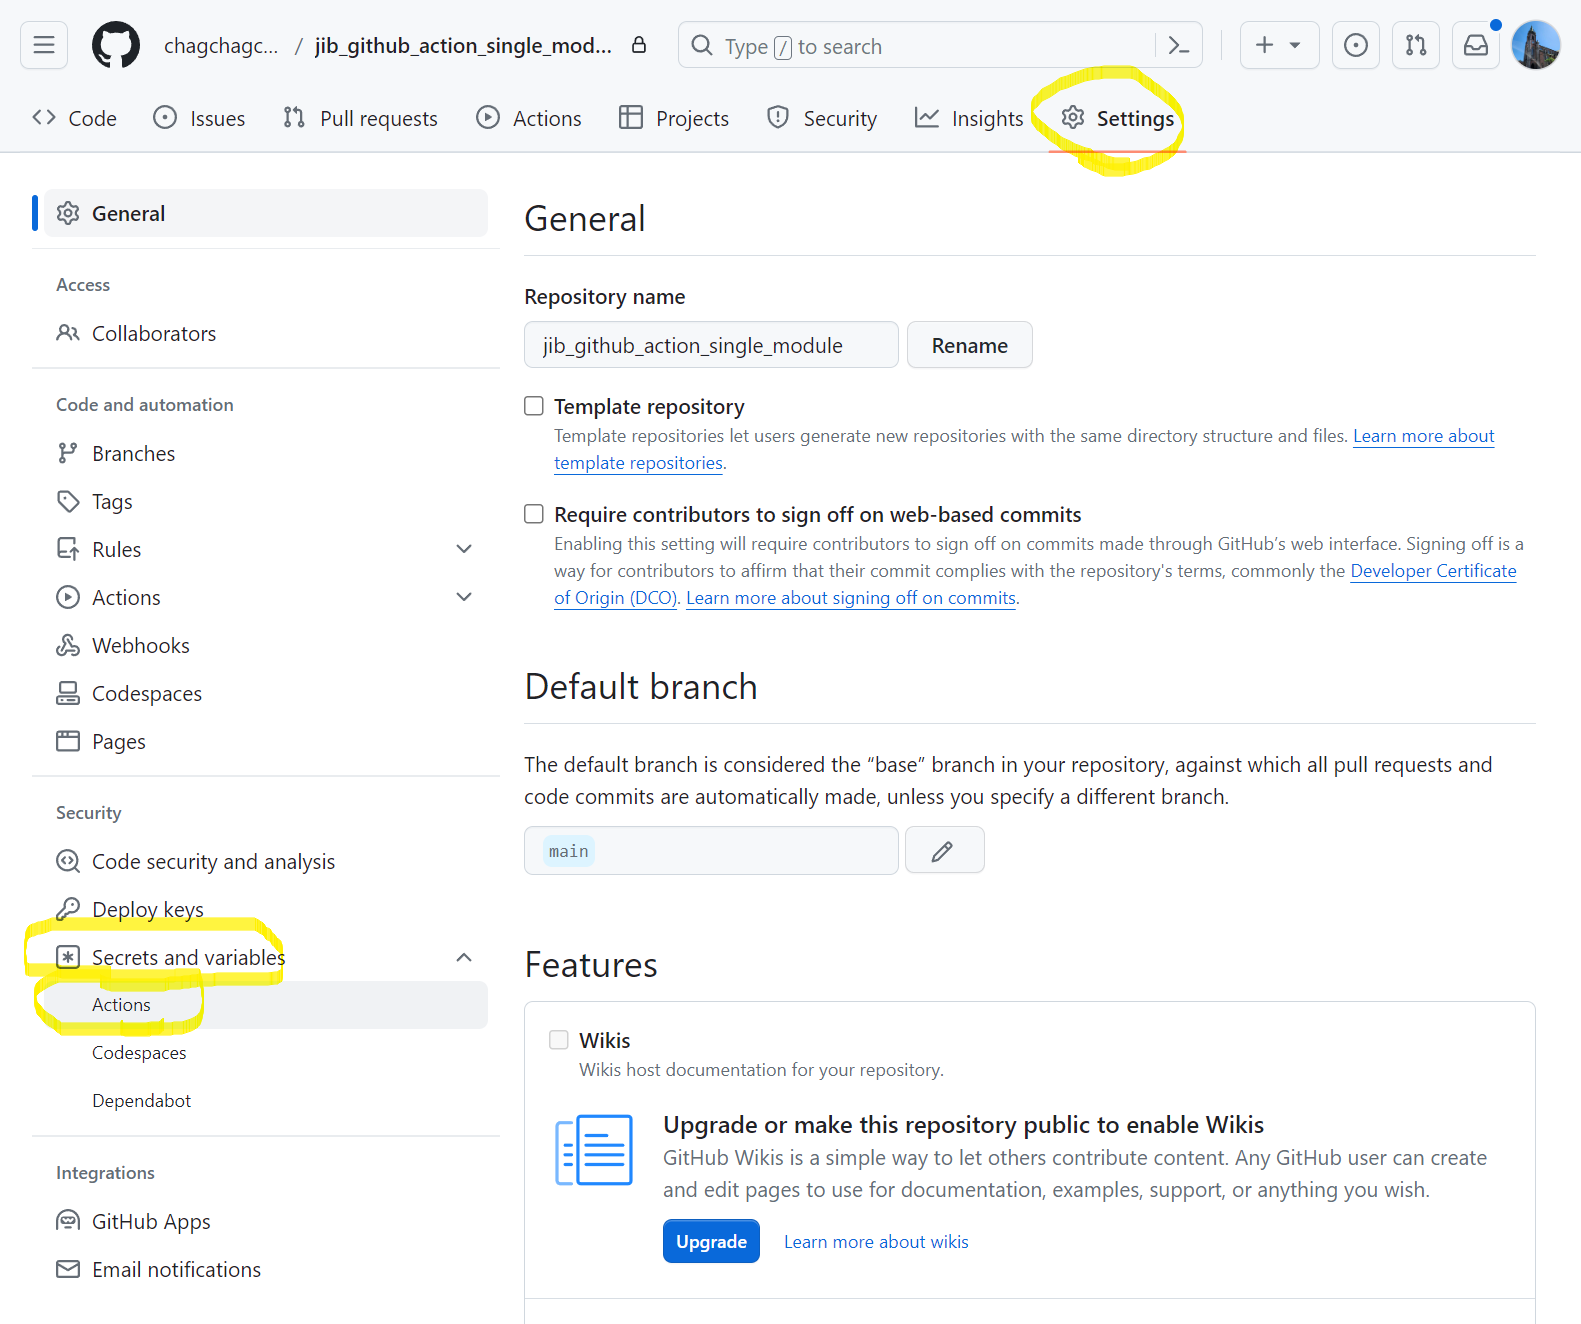 chagchagc... / jib_github_action_single_mod...
Type / to search
Code
Issues
Pull requests
Actions
Projects
Security
Insights
Settings
General
Access
Collaborators
Code and automation
Branches
Tags
Rules
Actions
Webhooks
Codespaces
Pages
Security
Code security and analysis
Deploy keys
Secrets and variables
Actions
Codespaces
Dependabot
Integrations
GitHub Apps
Email notifications
General
Repository name
jib_github_action_single_module
Rename
Template repository
Template repositories let users generate new repositories with the same directory structure and files. Learn more about
template repositories.
Require contributors to sign off on web-based commits
Enabling this setting will require contributors to sign off on commits made through GitHub’s web interface. Signing off is a
way for contributors to affirm that their commit complies with the repository's terms, commonly the Developer Certificate
of Origin (DCO). Learn more about signing off on commits.
Default branch
The default branch is considered the “base” branch in your repository, against which all pull requests and
code commits are automatically made, unless you specify a different branch.
main
Features
Wikis
Wikis host documentation for your repository.
Upgrade or make this repository public to enable Wikis
GitHub Wikis is a simple way to let others contribute content. Any GitHub user can create
and edit pages to use for documentation, examples, support, or anything you wish.
Upgrade
Learn more about wikis